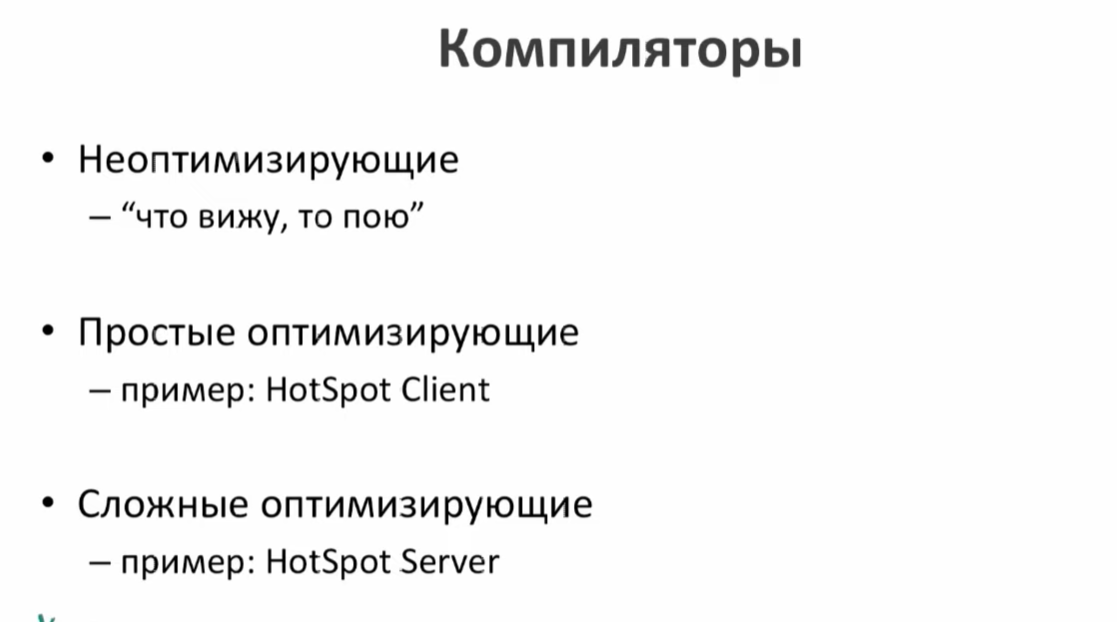 Компиляторы
• Неоптимизирующие
– “что вижу, то пою”
• Простые оптимизирующие
– пример: HotSpot Client
• Сложные оптимизирующие
– пример: HotSpot Server